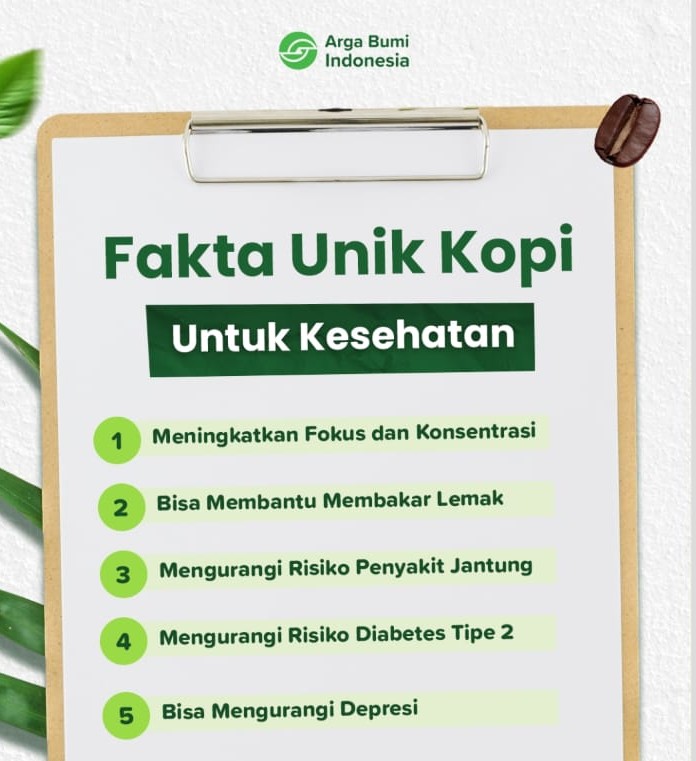 Arga Bumi
Indonesia
Fakta Unik Kopi
Untuk Kesehatan
1 Meningkatkan Fokus dan Konsentrasi
2 Bisa Membantu Membakar Lemak
3 Mengurangi Risiko Penyakit Jantung
4 Mengurangi Risiko Diabetes Tipe 2
5 Bisa Mengurangi Depresi